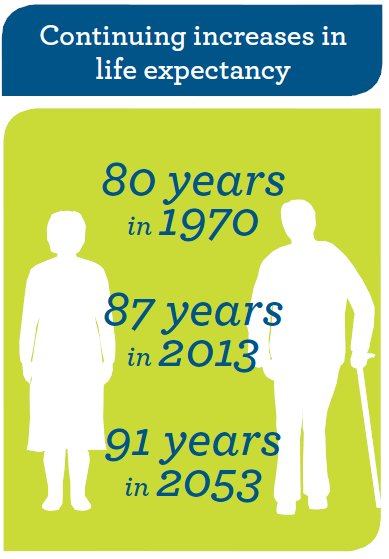 Continuing increases in
life expectancy
80 years
in 1970
87 years
in 2013
91 years
in 2053